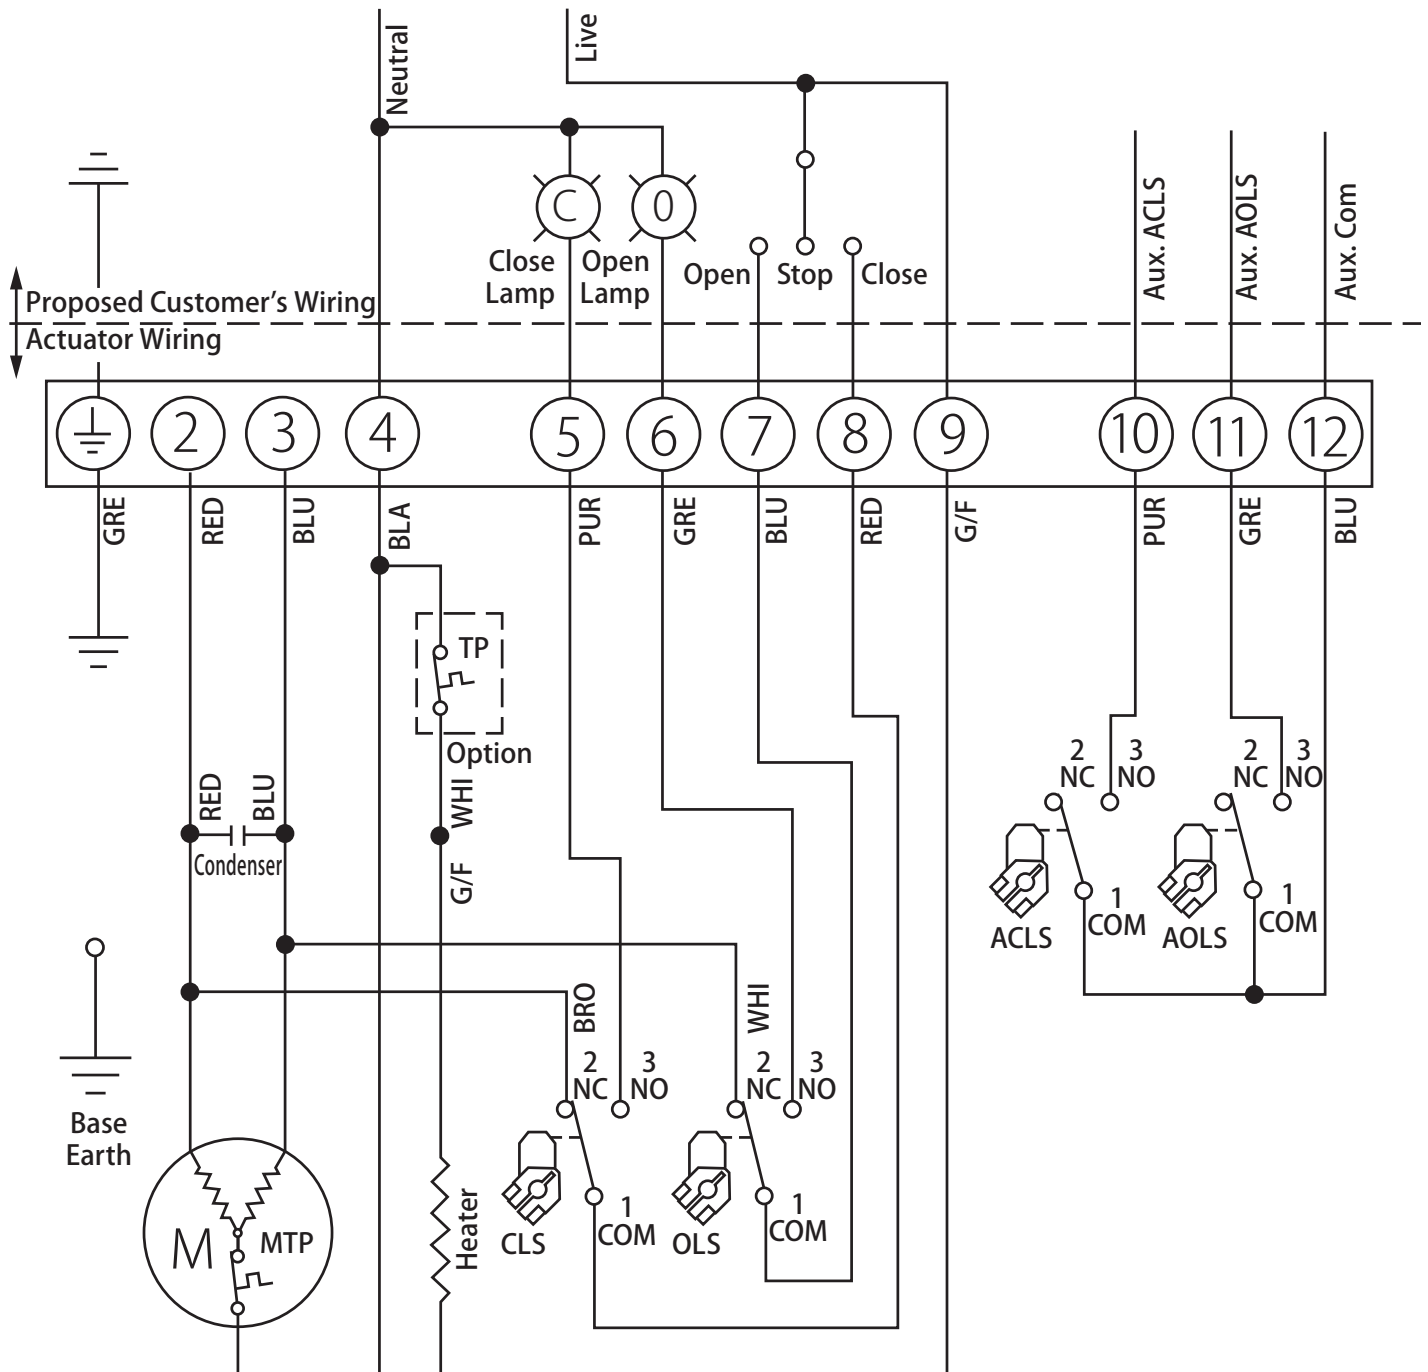 Neutral
Live
C
0
Close
Lamp
Open
Lamp
Open
Stop
Close
Aux. ACLS
Aux. AOLS
Aux. Com
Proposed Customer's Wiring
Actuator Wiring
2
3
4
5
6
7
8
9
10
11
12
GRE
RED
BLU
BLA
PUR
GRE
BLU
RED
G/F
PUR
GRE
BLU
TP
Option
RED
BLU
Condenser
WHI
G/F
2
NC
3
NO
2
NC
3
NO
ACLS
1
COM
AOLS
1
COM
BRO
WHI
2
NC
3
NO
2
NC
3
NO
Base
Earth
M
MTP
Heater
CLS
1
COM
OLS
1
COM